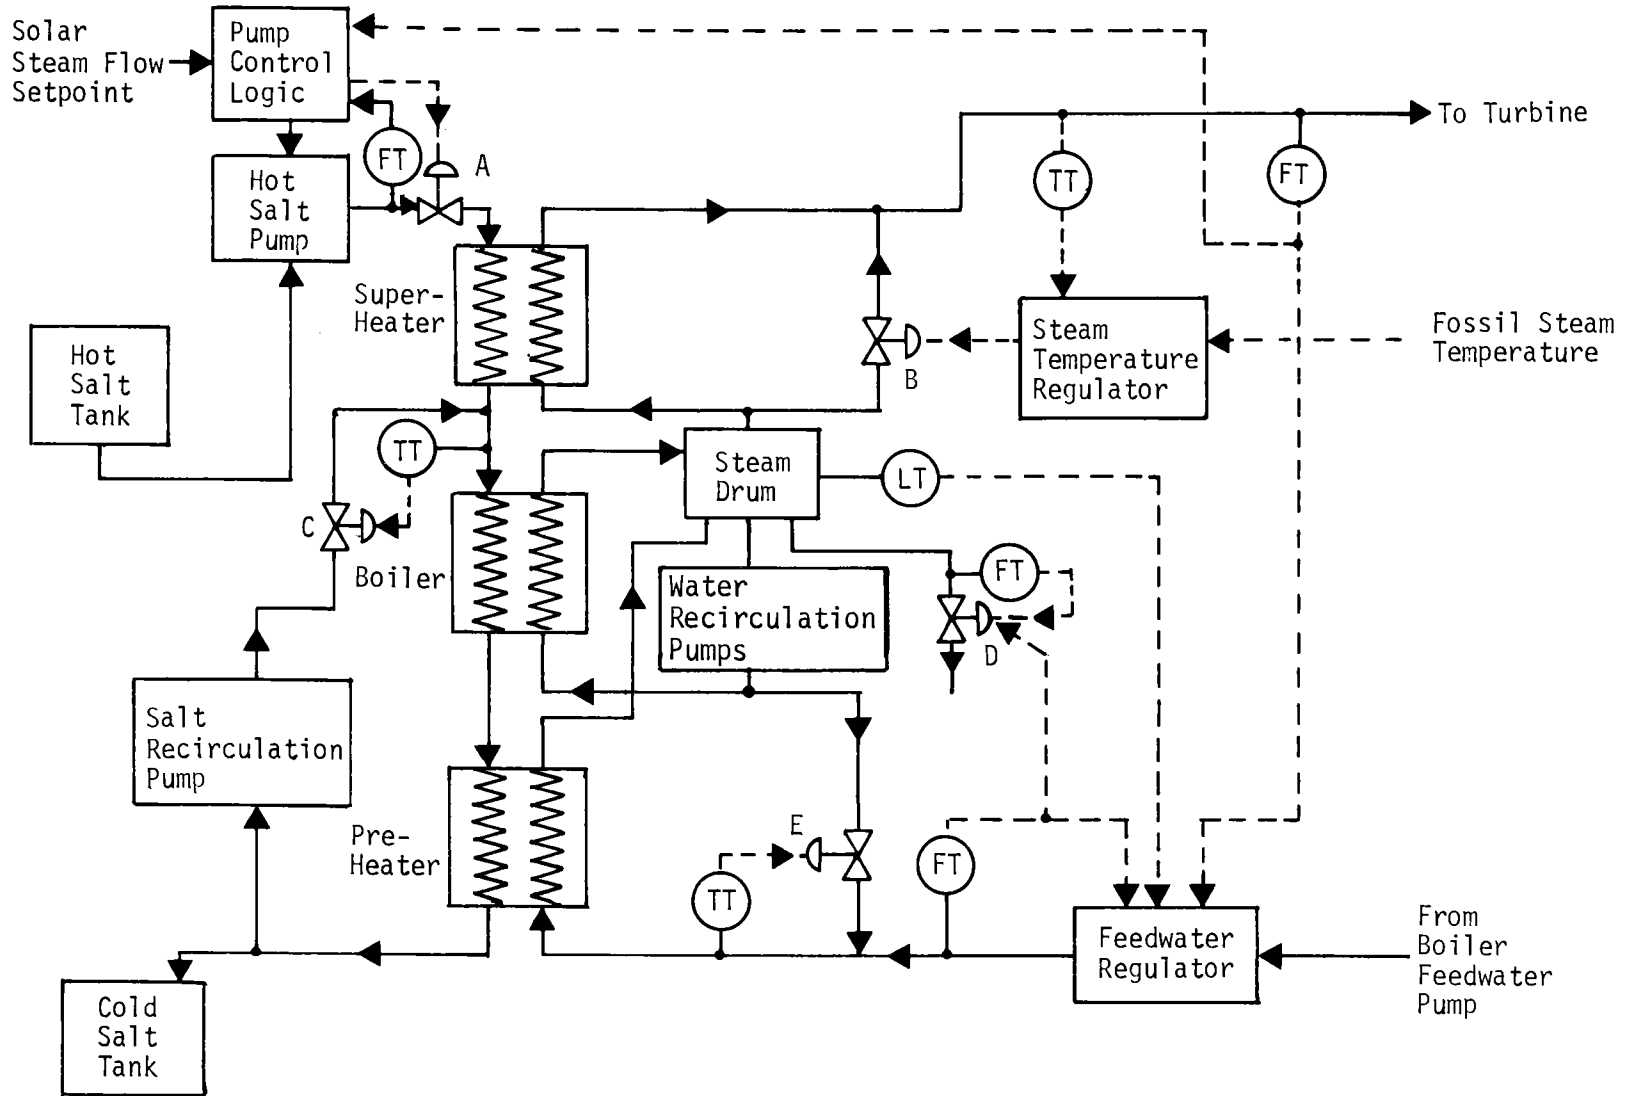 Solar
Steam Flow
Setpoint
Pump
Control
Logic
FT
A
Hot
Salt
Pump
To Turbine
TT
FT
Super-
Heater
Hot
Salt
Tank
B
Steam
Temperature
Regulator
Fossil Steam
Temperature
TT
C
Steam
Drum
LT
Boiler
Water
Recirculation
Pumps
FT
D
Salt
Recirculation
Pump
Pre-
Heater
E
TT
FT
Feedwater
Regulator
From
Boiler
Feedwater
Pump
Cold
Salt
Tank